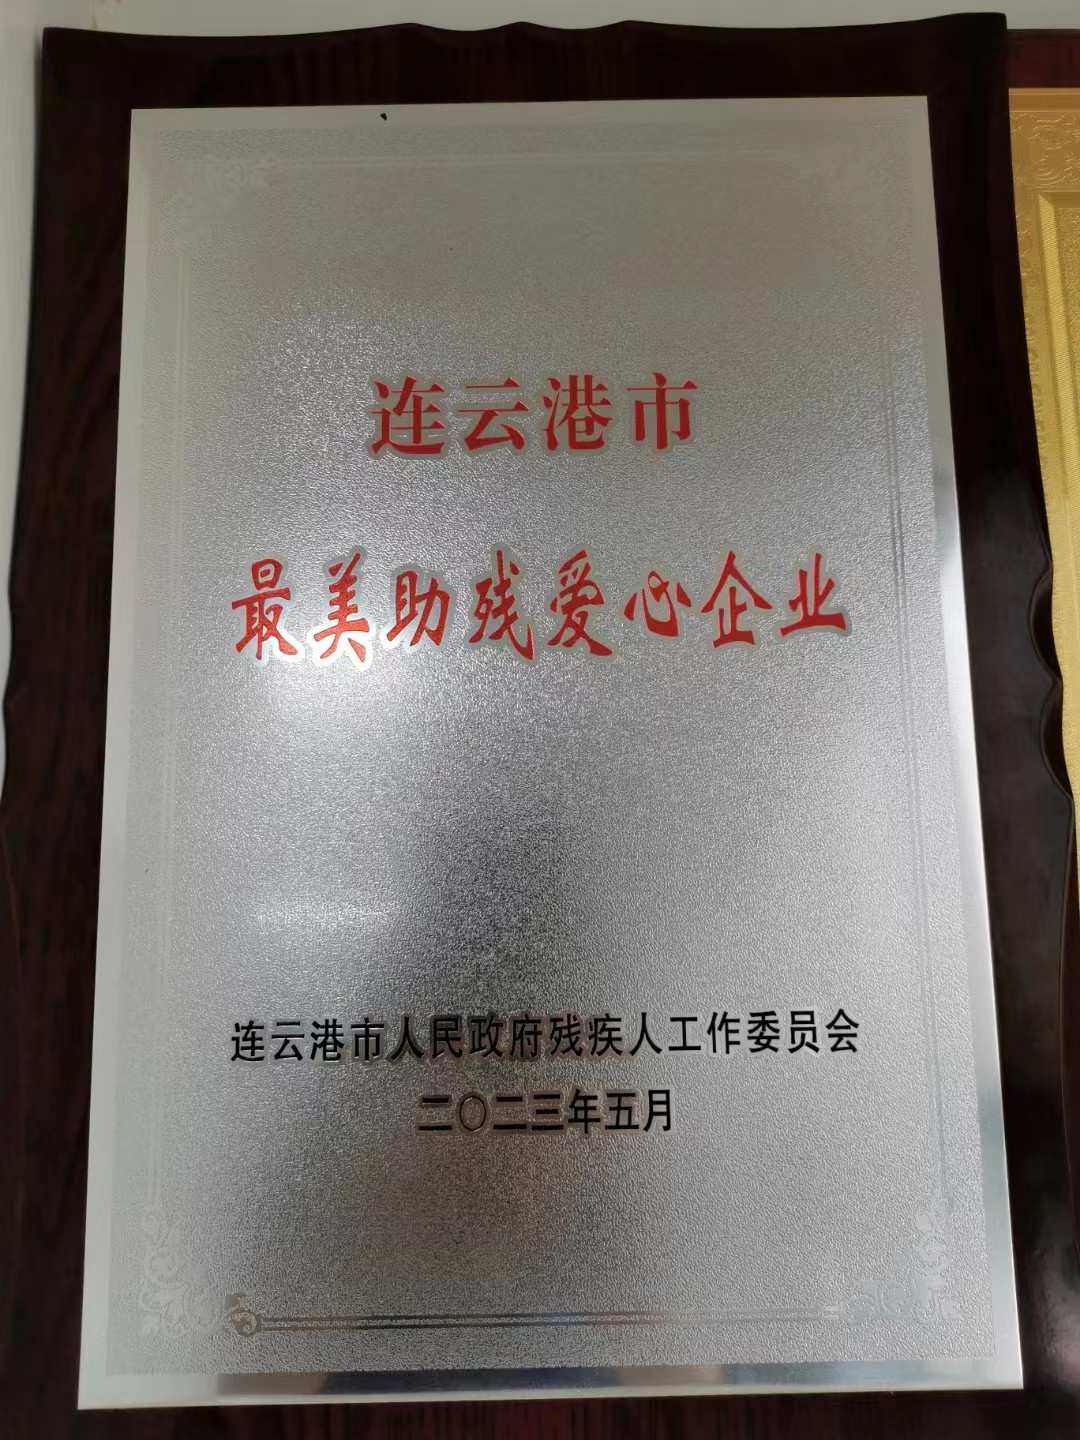 连云港市
最美助残爱心企业
连云港市人民政府残疾人工作委员会
二〇二三年五月